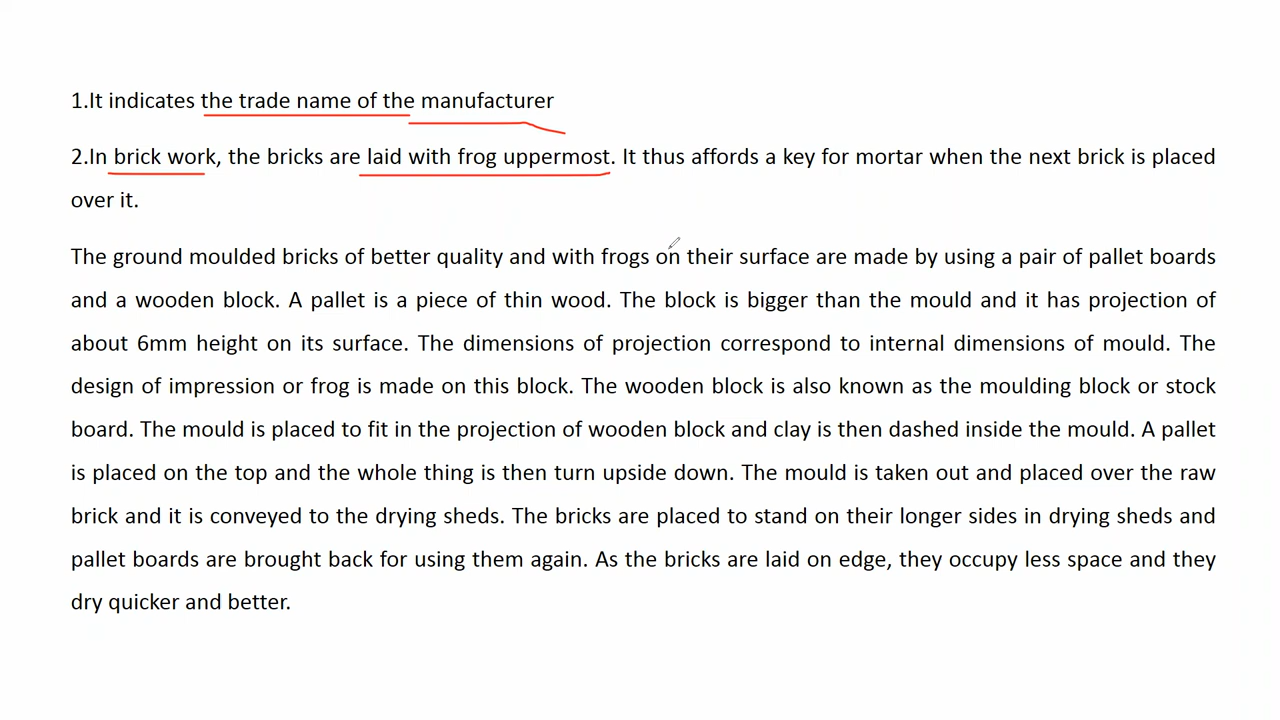 1.It indicates the trade name of the manufacturer
2.In brick work, the bricks are laid with frog uppermost. It thus affords a key for mortar when the next brick is placed
over it.
The ground moulded bricks of better quality and with frogs on their surface are made by using a pair of pallet boards
and a wooden block. A pallet is a piece of thin wood. The block is bigger than the mould and it has projection of
about 6mm height on its surface. The dimensions of projection correspond to internal dimensions of mould. The
design of impression or frog is made on this block. The wooden block is also known as the moulding block or stock
board. The mould is placed to fit in the projection of wooden block and clay is then dashed inside the mould. A pallet
is placed on the top and the whole thing is then turn upside down. The mould is taken out and placed over the raw
brick and it is conveyed to the drying sheds. The bricks are placed to stand on their longer sides in drying sheds and
pallet boards are brought back for using them again. As the bricks are laid on edge, they occupy less space and they
dry quicker and better.